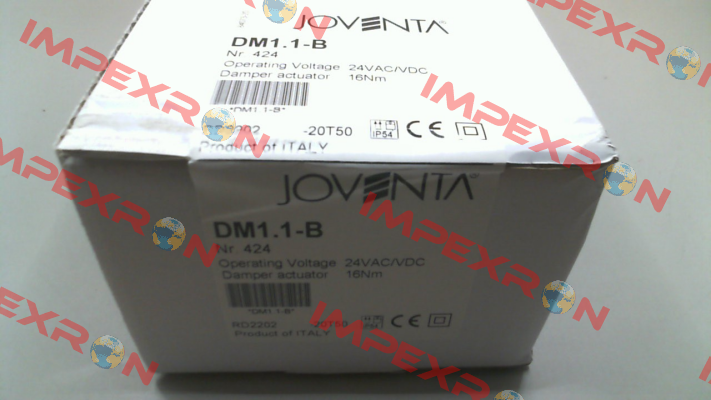 JOVENTA
DM1.1-B
Nr. 424
Operating Voltage 24VAC/VDC
Damper actuator 16Nm
"DM1.1-B"
-20T50 IP54 CE
Product of ITALY
JOVENTA
DM1.1-B
Nr. 424
Operating Voltage 24VAC/VDC
Damper actuator 16Nm
"DM1.1-B"
RD2202 -20T50 CE
Product of ITALY
IMPEXRON
IMPEXRON
IMPEXRON
IMPEXRON
IMPEXRON
IMPEXRON